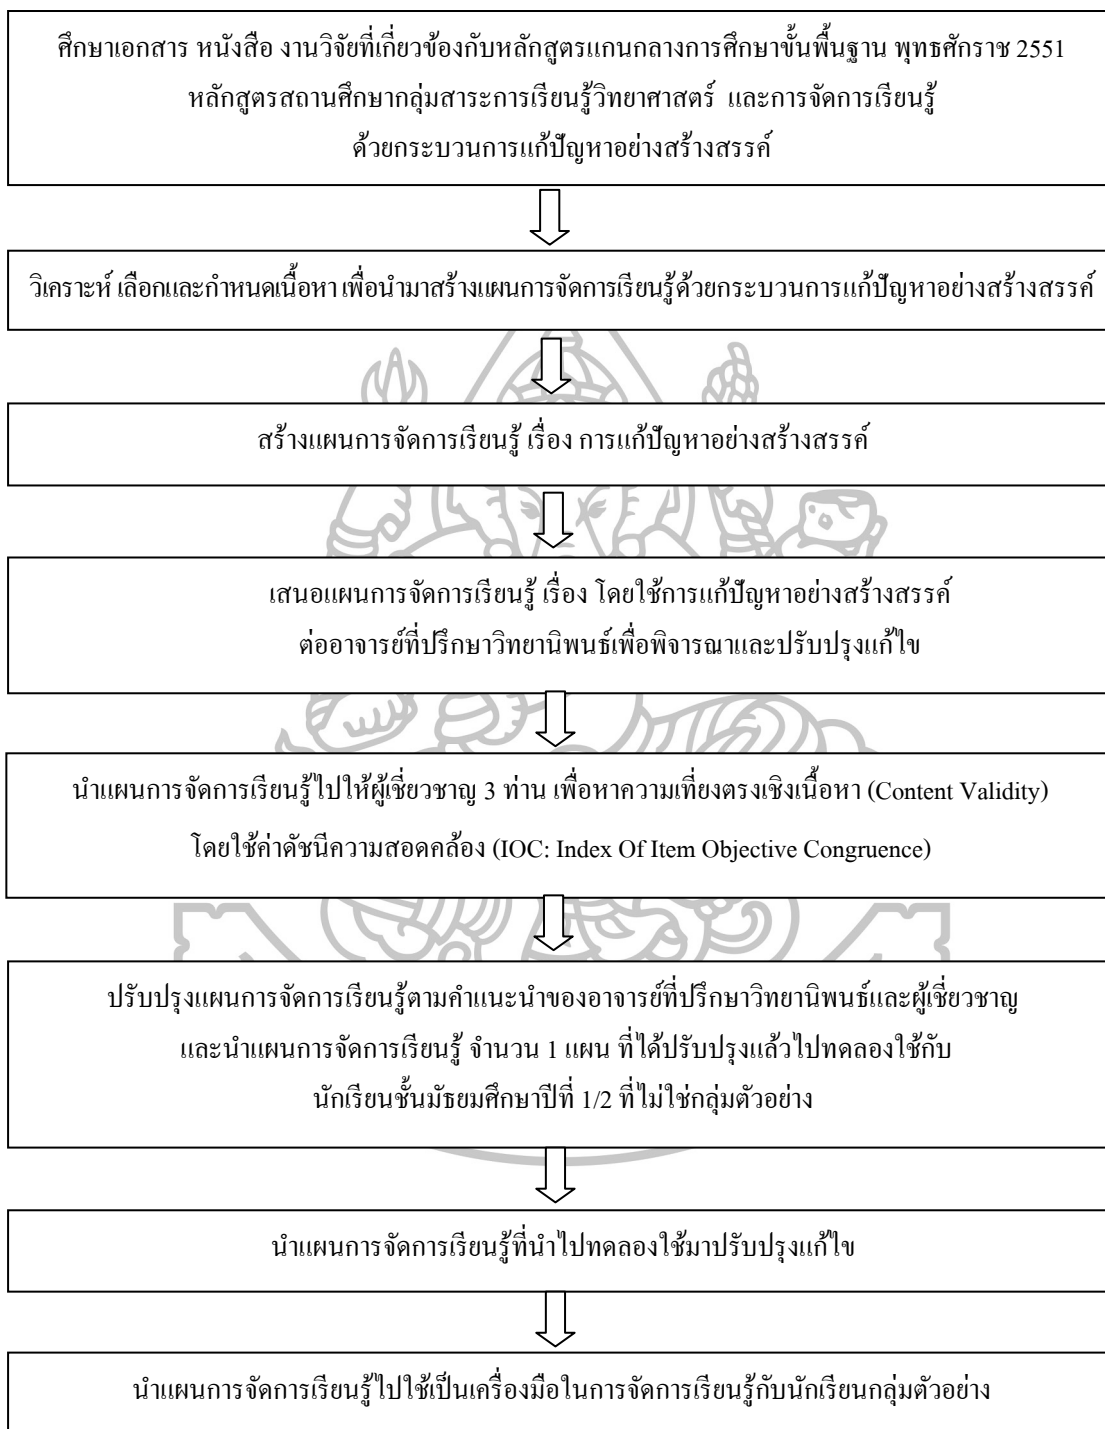 ศึกษาเอกสาร หนังสือ งานวิจัยที่เกี่ยวข้องกับหลักสูตรแกนกลางการศึกษาขั้นพื้นฐาน พุทธศักราช 2551
หลักสูตรสถานศึกษากลุ่มสาระการเรียนรู้วิทยาศาสตร์ และการจัดการเรียนรู้
ด้วยกระบวนการแก้ปัญหาอย่างสร้างสรรค์
วิเคราะห์ เลือกและกำหนดเนื้อหา เพื่อนำมาสร้างแผนการจัดการเรียนรู้ด้วยกระบวนการแก้ปัญหาอย่างสร้างสรรค์
สร้างแผนการจัดการเรียนรู้ เรื่อง การแก้ปัญหาอย่างสร้างสรรค์
เสนอแผนการจัดการเรียนรู้ เรื่อง โดยใช้การแก้ปัญหาอย่างสร้างสรรค์
ต่ออาจารย์ที่ปรึกษาวิทยานิพนธ์เพื่อพิจารณาและปรับปรุงแก้ไข
นำแผนการจัดการเรียนรู้ไปให้ผู้เชี่ยวชาญ 3 ท่าน เพื่อหาความเที่ยงตรงเชิงเนื้อหา (Content Validity)
โดยใช้ค่าดัชนีความสอดคล้อง (IOC: Index Of Item Objective Congruence)
ปรับปรุงแผนการจัดการเรียนรู้ตามคำแนะนำของอาจารย์ที่ปรึกษาวิทยานิพนธ์และผู้เชี่ยวชาญ
และนำแผนการจัดการเรียนรู้ จำนวน 1 แผน ที่ได้ปรับปรุงแล้วไปทดลองใช้กับ
นักเรียนชั้นมัธยมศึกษาปีที่ 1/2 ที่ไม่ใช่กลุ่มตัวอย่าง
นำแผนการจัดการเรียนรู้ที่นำไปทดลองใช้มาปรับปรุงแก้ไข
นำแผนการจัดการเรียนรู้ไปใช้เป็นเครื่องมือในการจัดการเรียนรู้กับนักเรียนกลุ่มตัวอย่าง